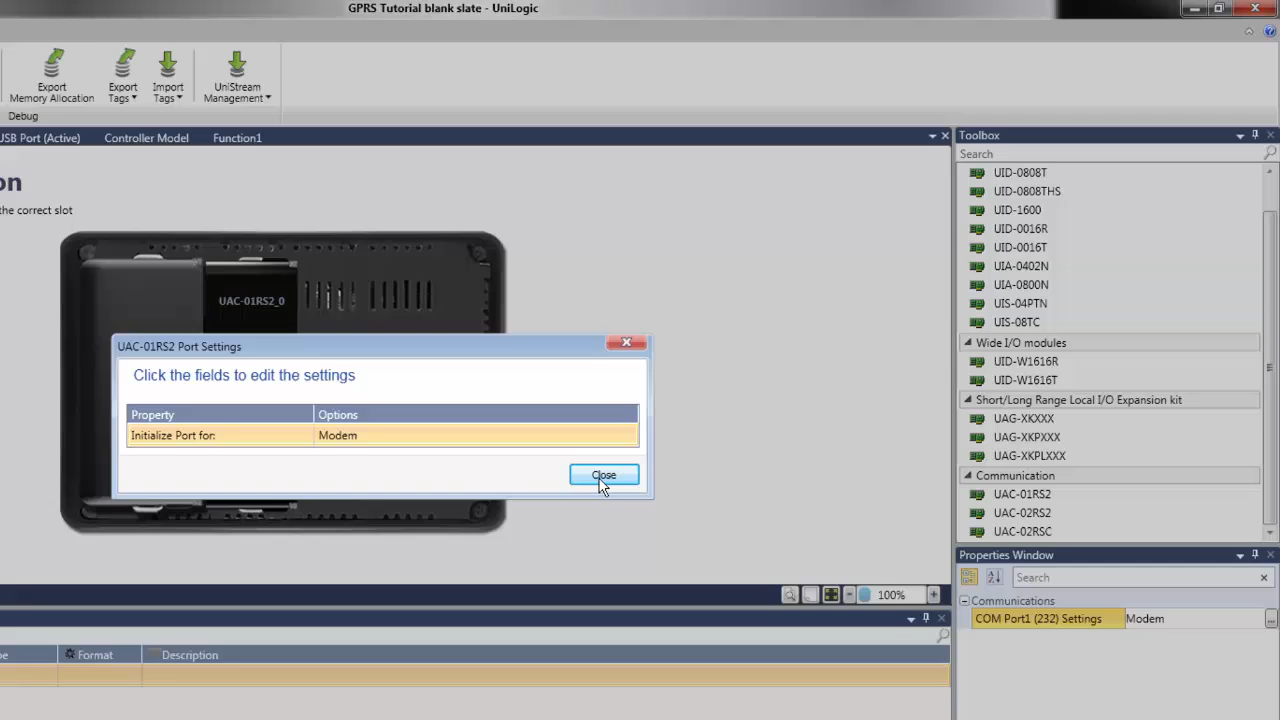 GPRS Tutorial blank slate - UniLogic
Export
Memory Allocation
Export
Tags
Import
Tags
UniStream
Management
Debug
USB Port (Active)
Controller Model
Function1
on
the correct slot
UAC-01RS2_0
UAC-01RS2 Port Settings
Click the fields to edit the settings
Property
Options
Initialize Port for:
Modem
Close
100%
Format
Description
Toolbox
Search
UID-0808T
UID-0808THS
UID-1600
UID-0016R
UID-0016T
UIA-0402N
UIA-0800N
UIS-04PTN
UIS-08TC
Wide I/O modules
UID-W1616R
UID-W1616T
Short/Long Range Local I/O Expansion kit
UAG-XKXXX
UAG-XKPXXX
UAG-XKPLXXX
Communication
UAC-01RS2
UAC-02RS2
UAC-02RSC
Properties Window
Search
Communications
COM Port1 (232) Settings
Modem